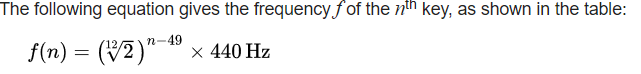 The following equation gives the frequency f of the nth key, as shown in the table:
f(n) = (¹²√2)ⁿ⁻⁴⁹ × 440 Hz